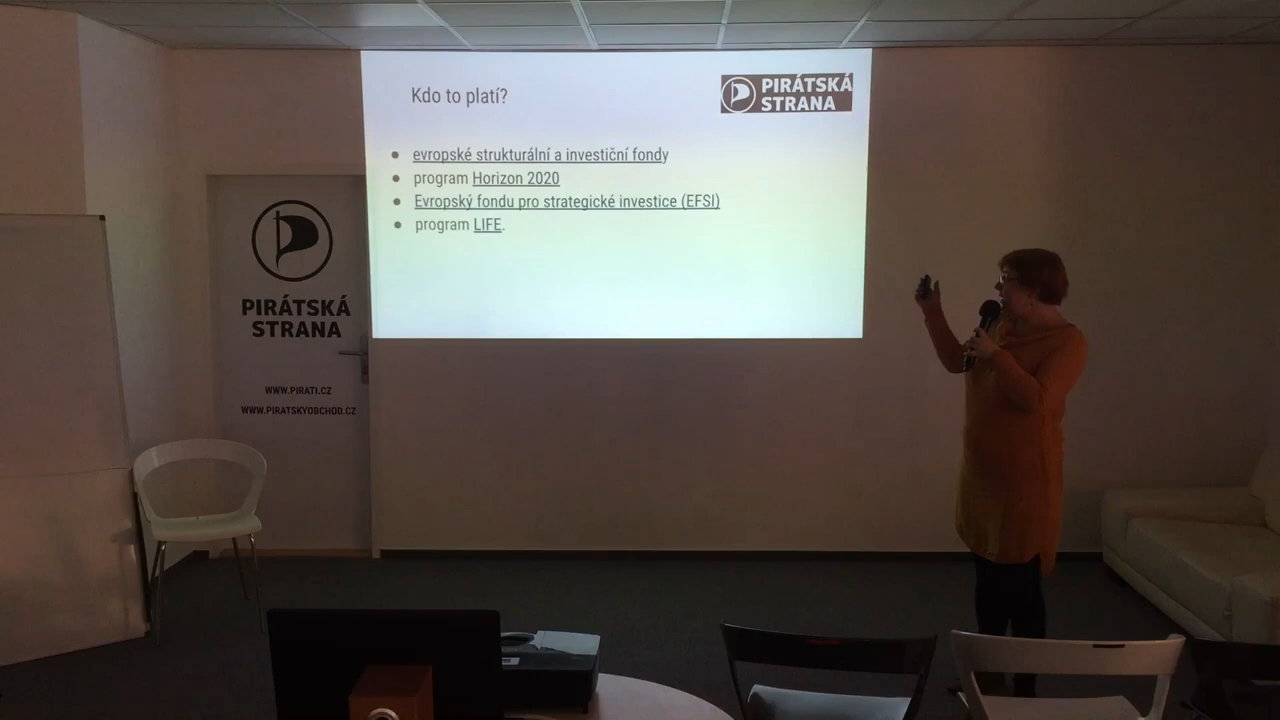 Kdo to platí?
PIRÁTSKÁ
STRANA
evropské strukturální a investiční fondy
program Horizon 2020
Evropský fondu pro strategické investice (EFSI)
program LIFE.
PIRÁTSKÁ
STRANA
WWW.PIRATI.CZ
WWW.PIRATSKYOBCHOD.CZ